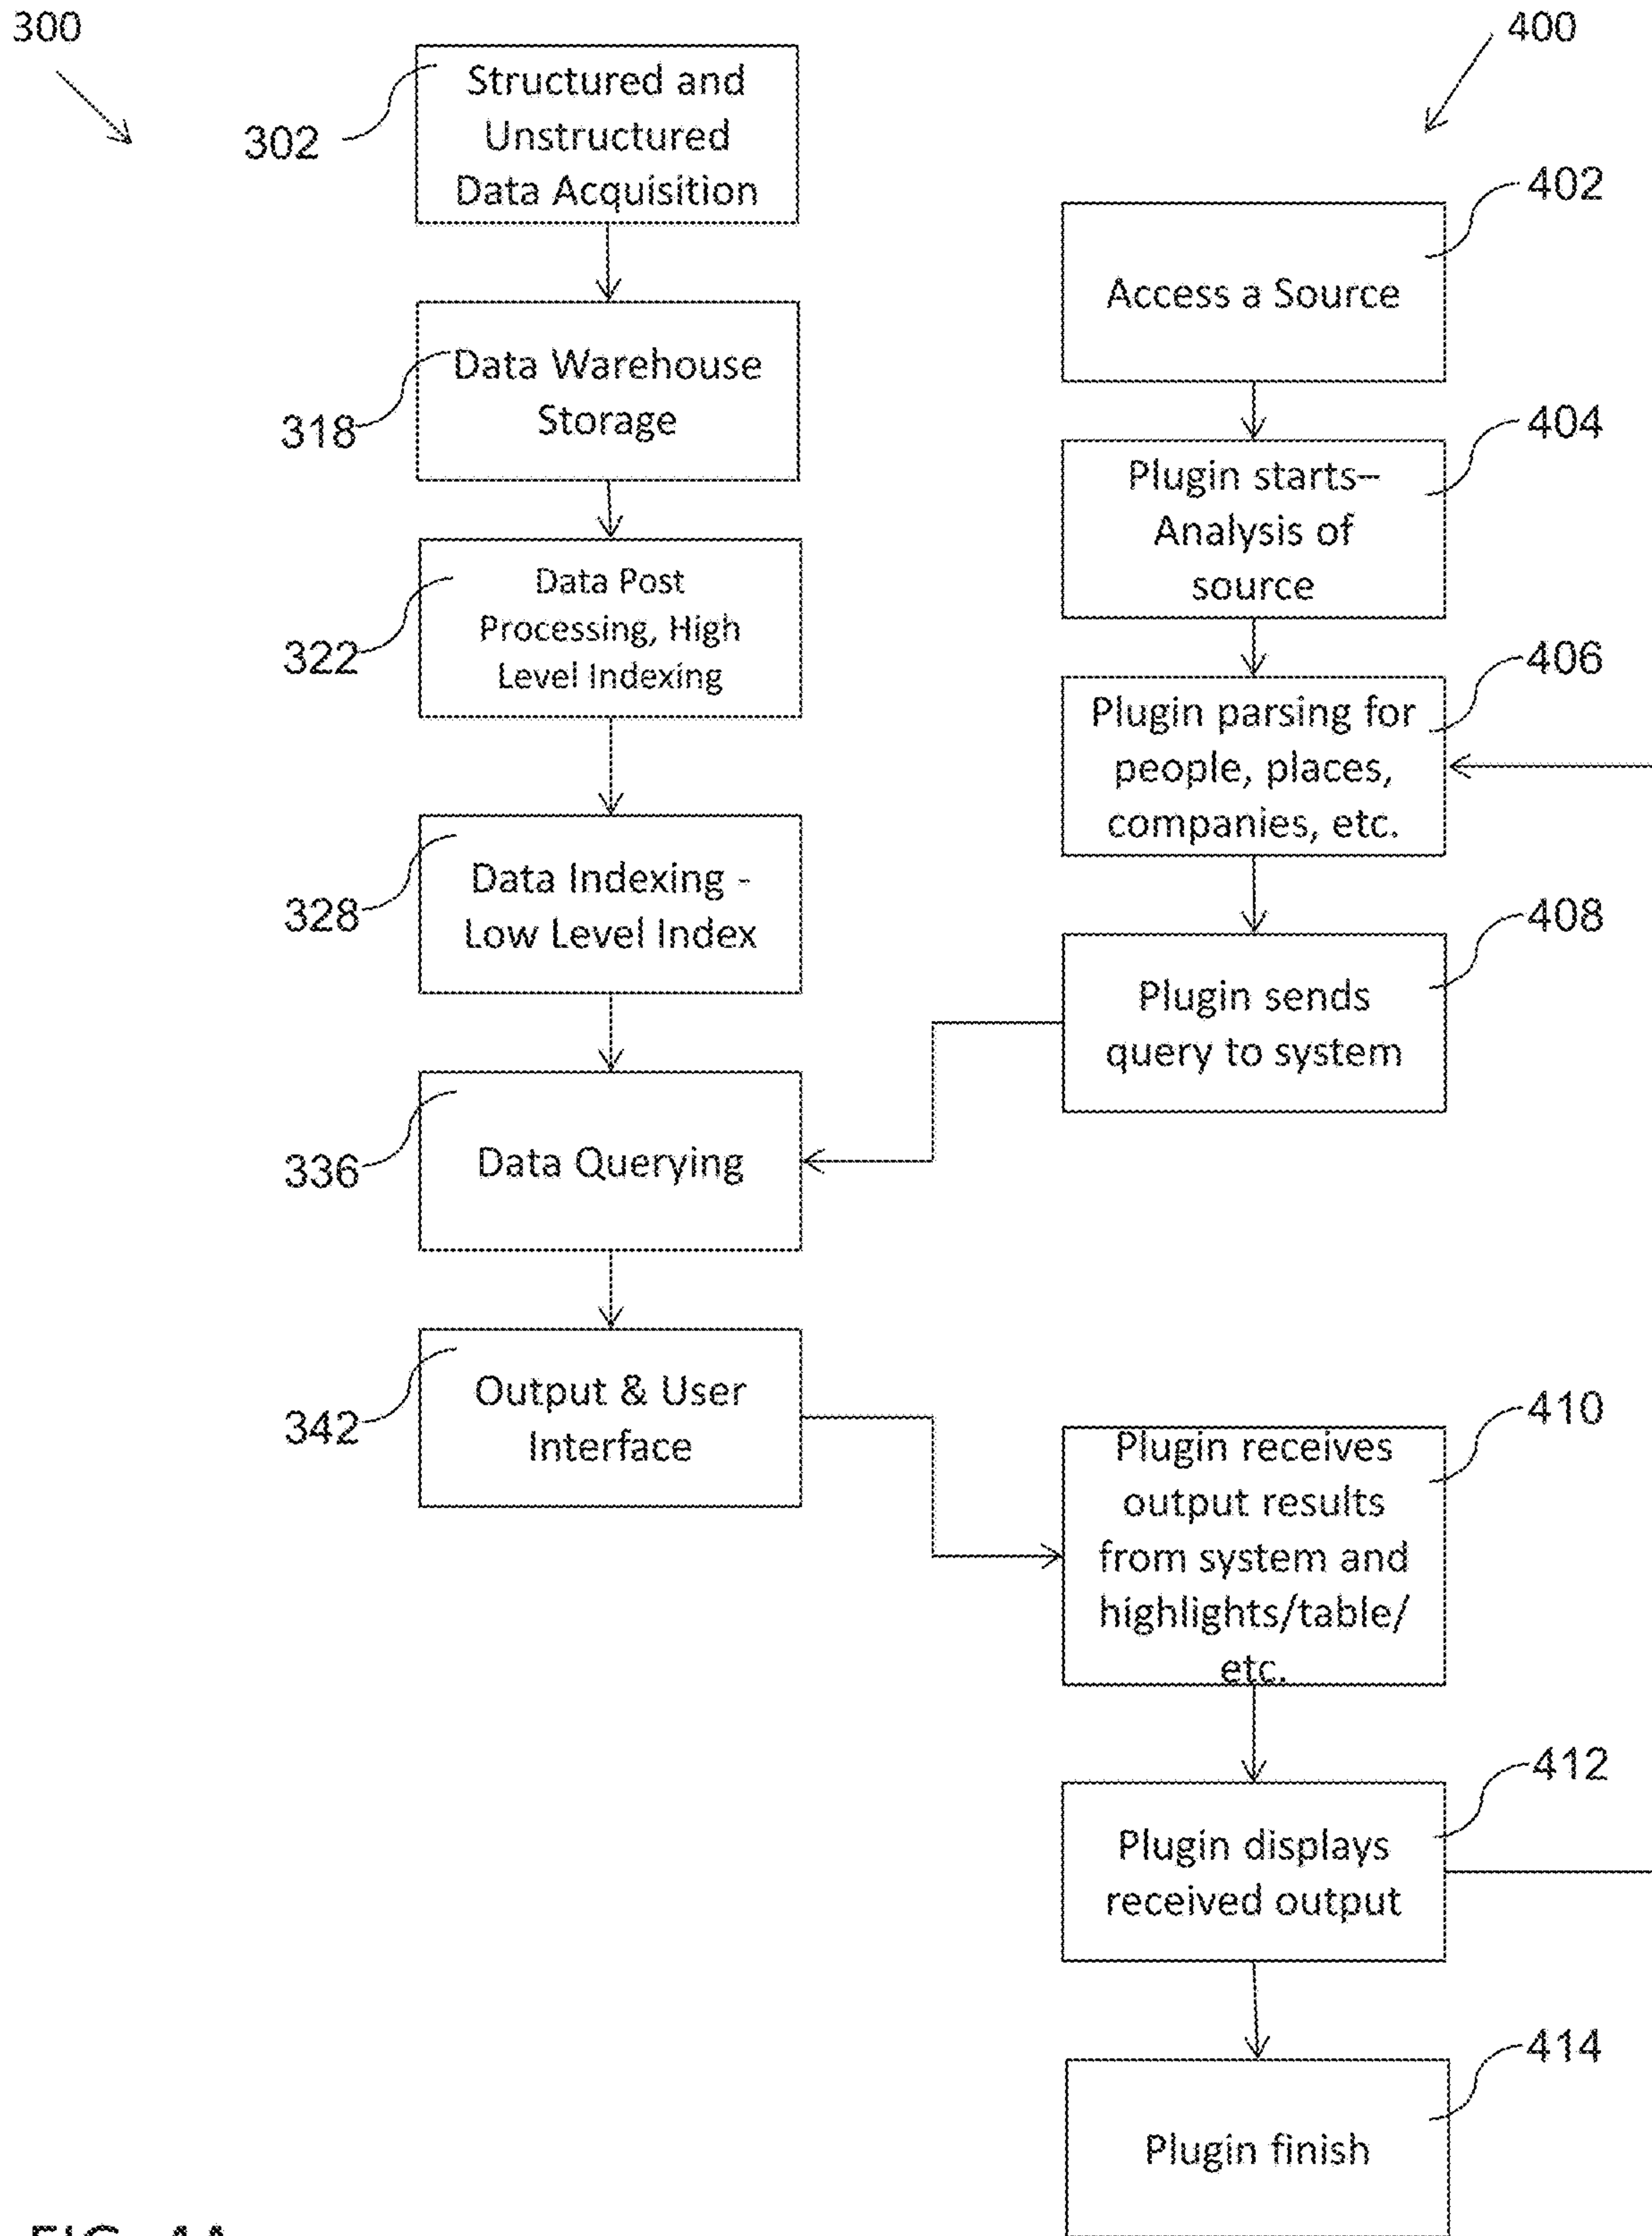 300
400
302
Structured and
Unstructured
Data Acquisition
318
Data Warehouse
Storage
322
Data Post
Processing, High
Level Indexing
328
Data Indexing -
Low Level Index
336
Data Querying
342
Output & User
Interface
402
Access a Source
404
Plugin starts--
Analysis of
source
406
Plugin parsing for
people, places,
companies, etc.
408
Plugin sends
query to system
410
Plugin receives
output results
from system and
highlights/table/
etc.
412
Plugin displays
received output
414
Plugin finish
FIG. 4A